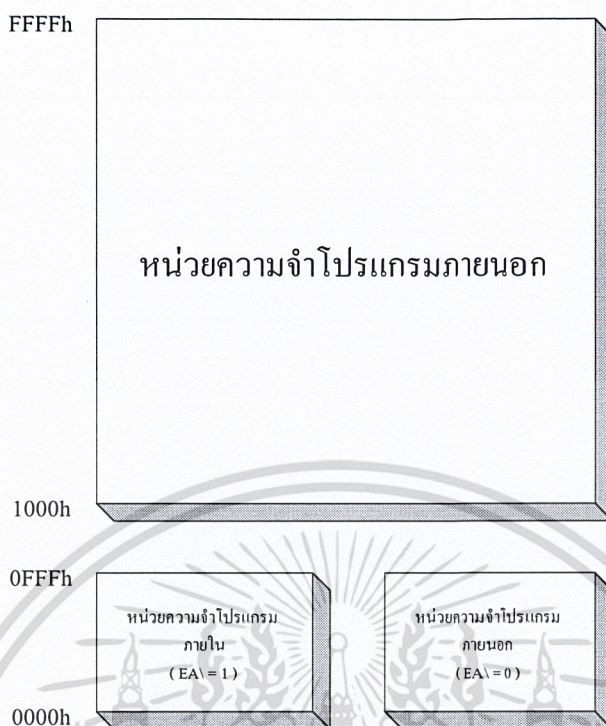 FFFFh
หน่วยความจำโปรแกรมภายนอก
1000h
0FFFh
หน่วยความจำโปรแกรม
ภายใน
( EA\ = 1 )
หน่วยความจำโปรแกรม
ภายนอก
( EA\ = 0 )
0000h